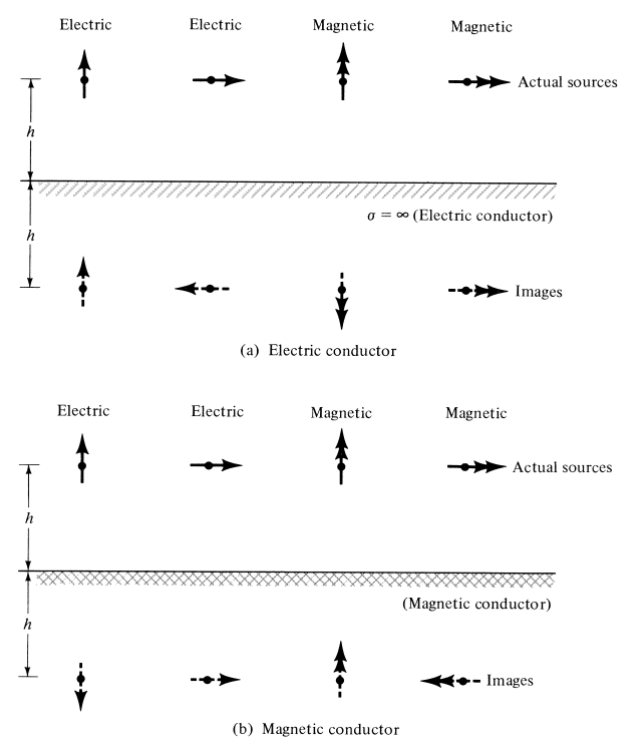 Electric Electric Magnetic Magnetic
Actual sources
h
σ = ∞ (Electric conductor)
h
Images
(a) Electric conductor
Electric Electric Magnetic Magnetic
Actual sources
h
(Magnetic conductor)
h
Images
(b) Magnetic conductor